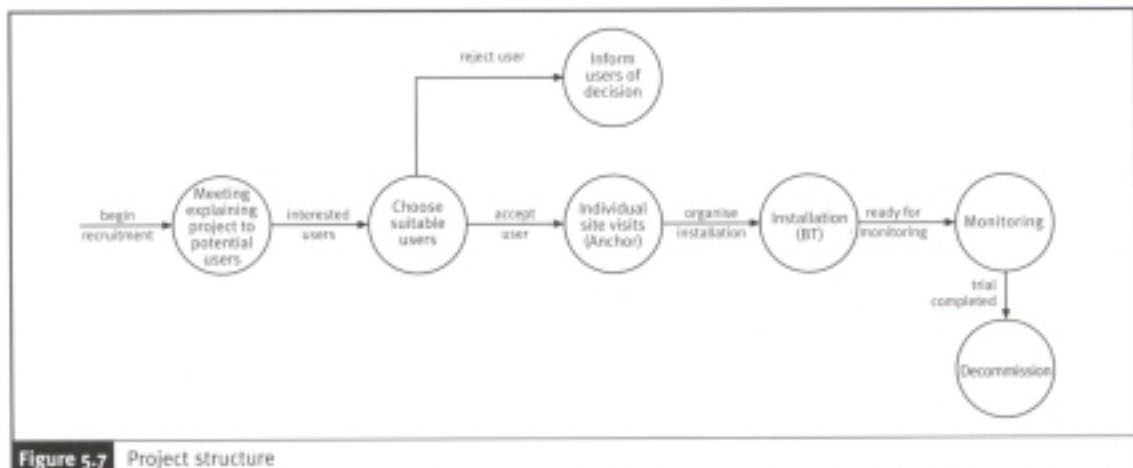 reject user
Inform
users of
decision
begin
recruitment
Meeting
explaining
project to
potential
users
interested
users
Choose
suitable
users
accept
user
Individual
site visits
(Anchor)
organise
installation
Installation
(BT)
ready for
monitoring
Monitoring
trial
completed
Decommission
Figure 5.7 Project structure